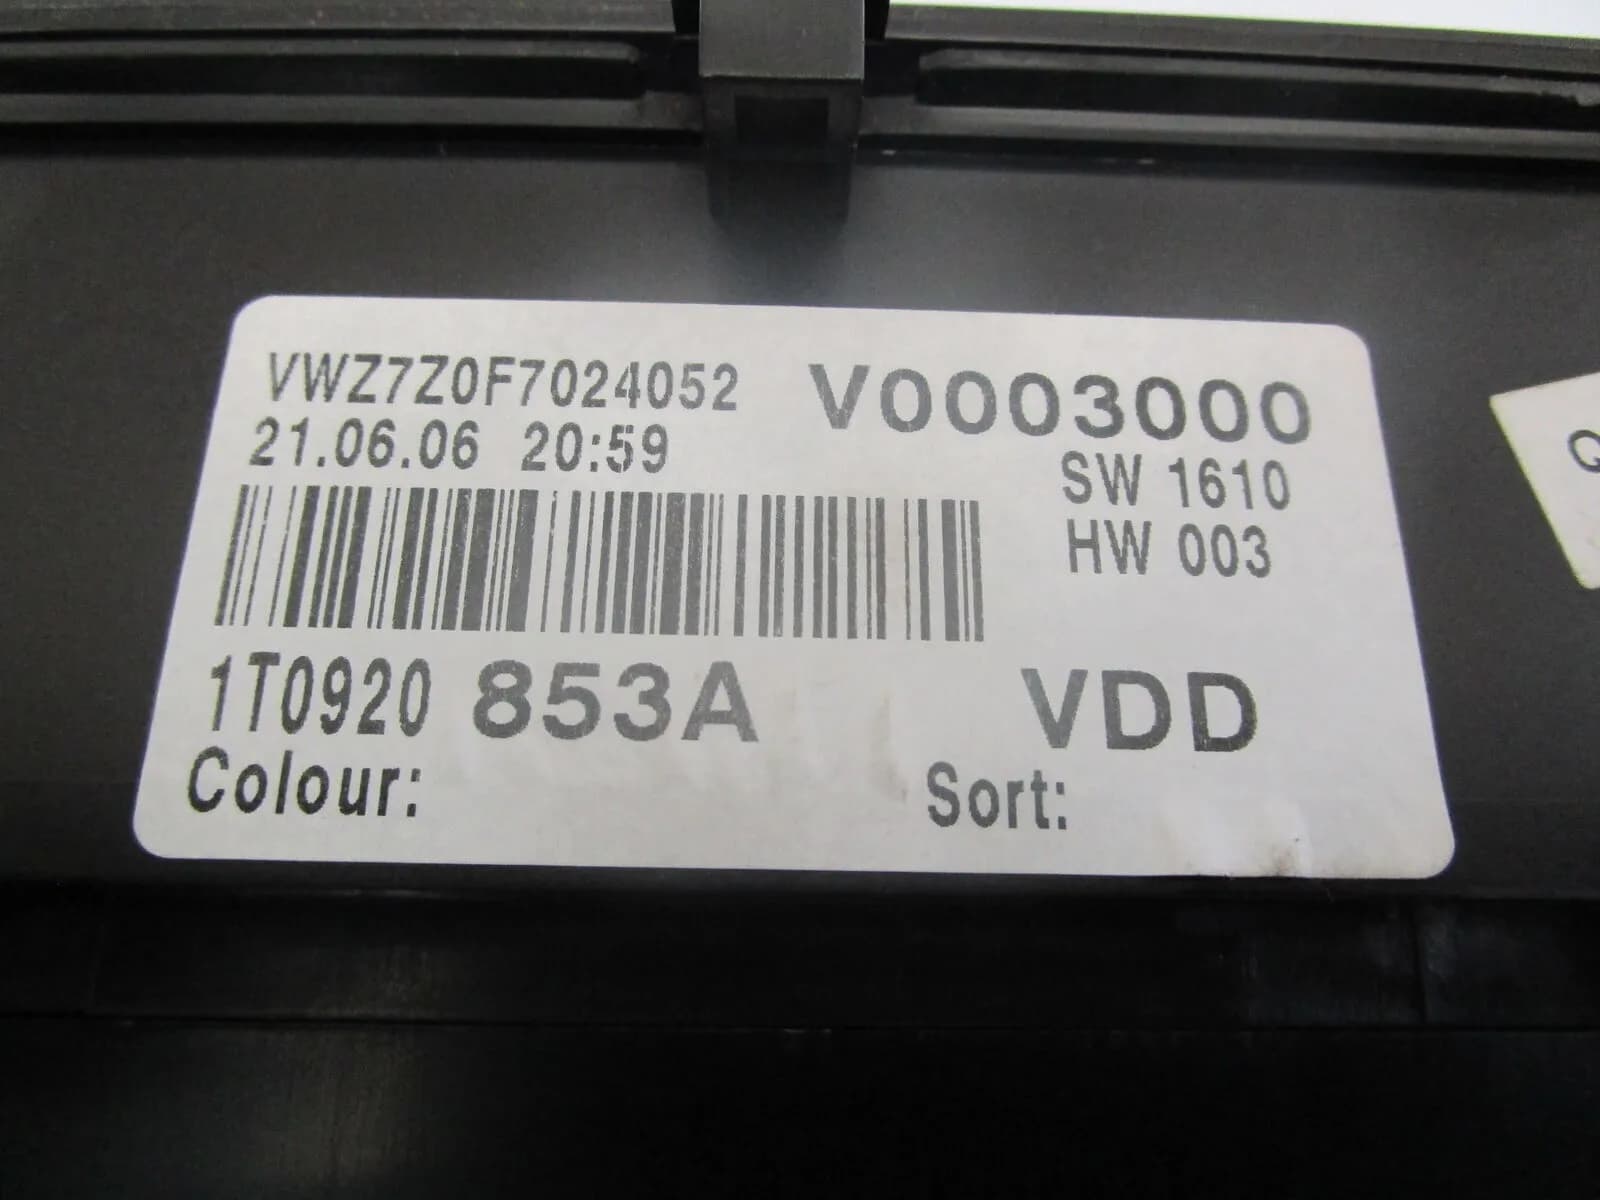 VWZ7Z0F7024052 V0003000
21.06.06 20:59 SW 1610
HW 003
1T0920 853A VDD
Colour: Sort:
Q